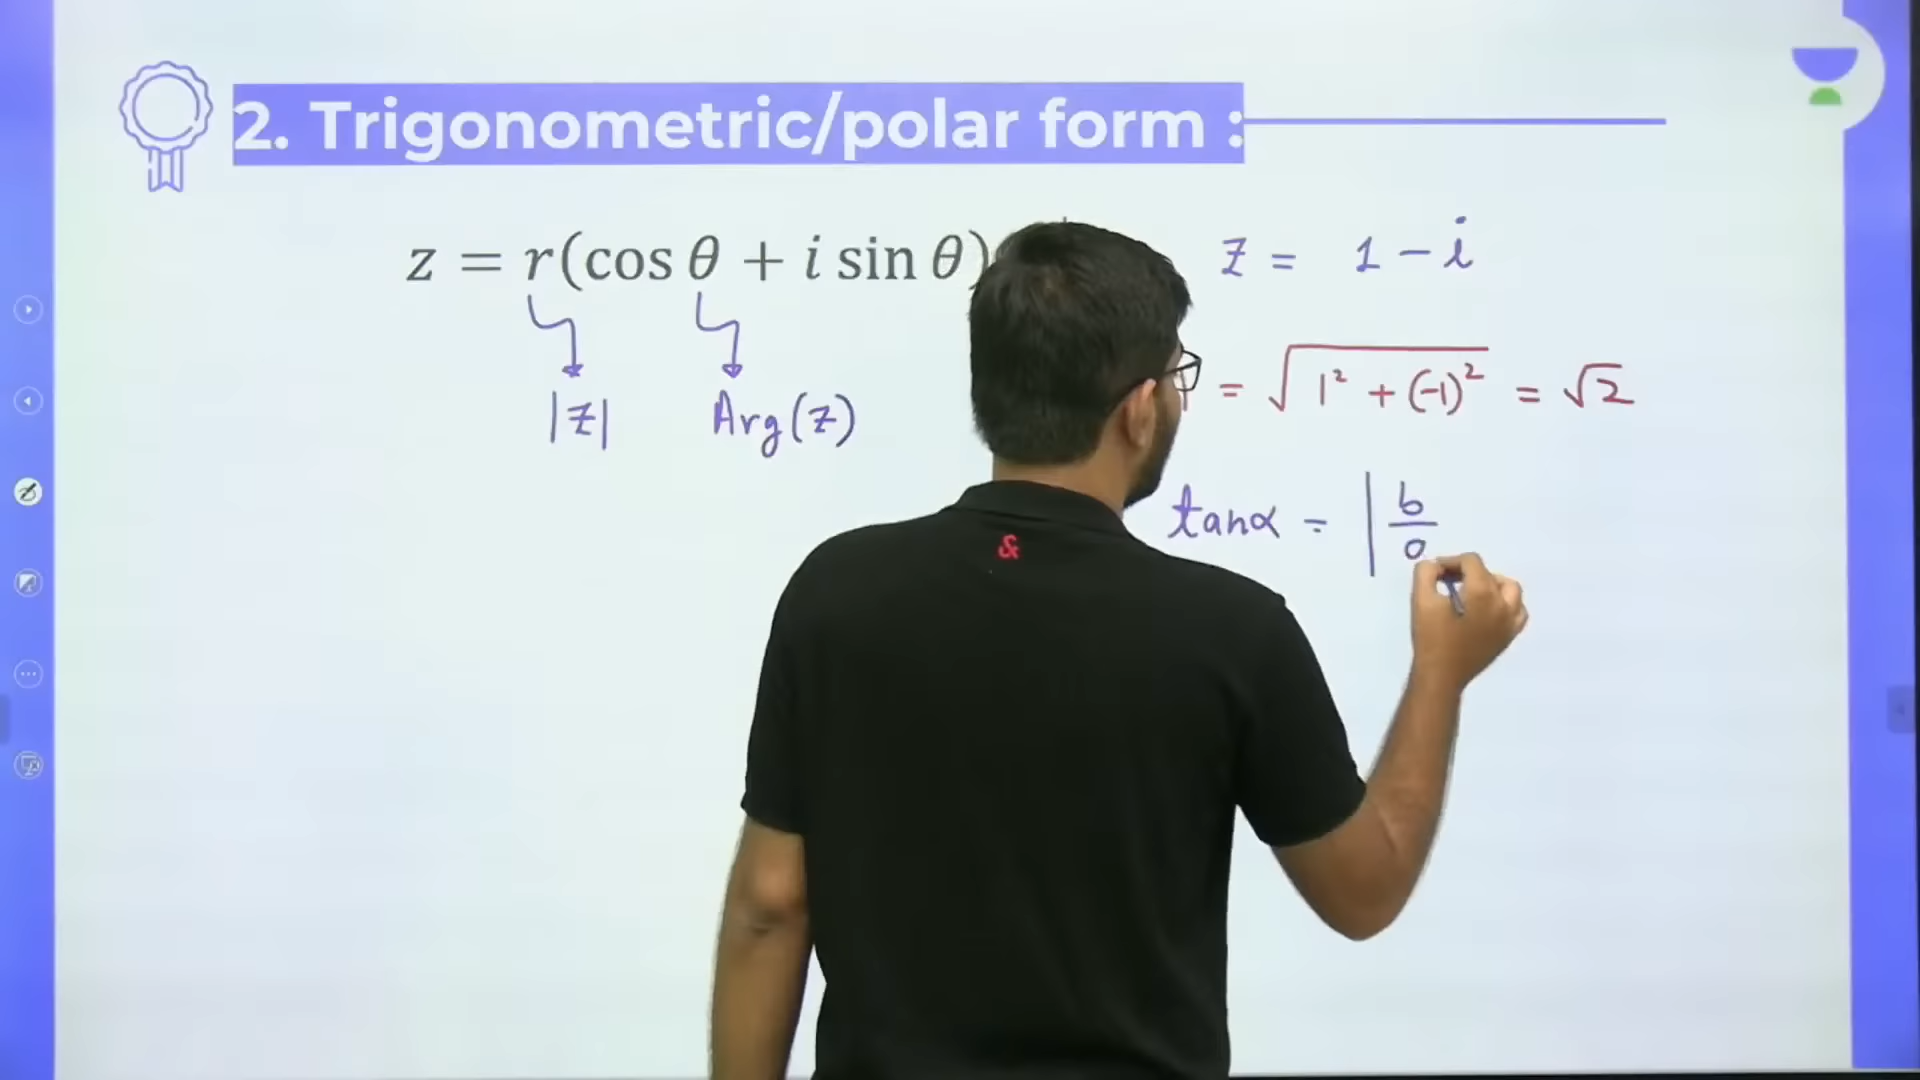 2. Trigonometric/polar form :
z = r(cos θ + i sin θ)
z = 1 - i
|z| Arg(z)
= √1² + (-1)² = √2
tanα = |b/a
&